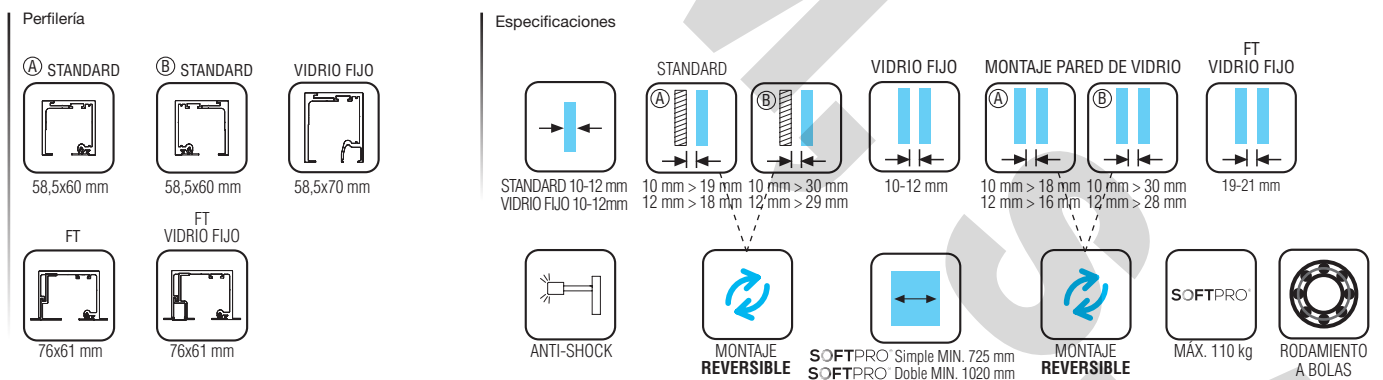 Perfilería
Ⓐ STANDARD
Ⓑ STANDARD
VIDRIO FIJO
58,5x60 mm
58,5x60 mm
58,5x70 mm
FT
FT
VIDRIO FIJO
76x61 mm
76x61 mm
Especificaciones
STANDARD 10-12 mm
VIDRIO FIJO 10-12mm
STANDARD
Ⓐ
10 mm > 19 mm
12 mm > 18 mm
Ⓑ
10 mm > 30 mm
12 mm > 29 mm
VIDRIO FIJO
10-12 mm
MONTAJE PARED DE VIDRIO
Ⓐ
10 mm > 18 mm
12 mm > 16 mm
Ⓑ
10 mm > 30 mm
12 mm > 28 mm
FT
VIDRIO FIJO
19-21 mm
ANTI-SHOCK
MONTAJE
REVERSIBLE
SOFTPRO® Simple MIN. 725 mm
SOFTPRO® Doble MIN. 1020 mm
MONTAJE
REVERSIBLE
SOFTPRO®
MÁX. 110 kg
RODAMIENTO
A BOLAS